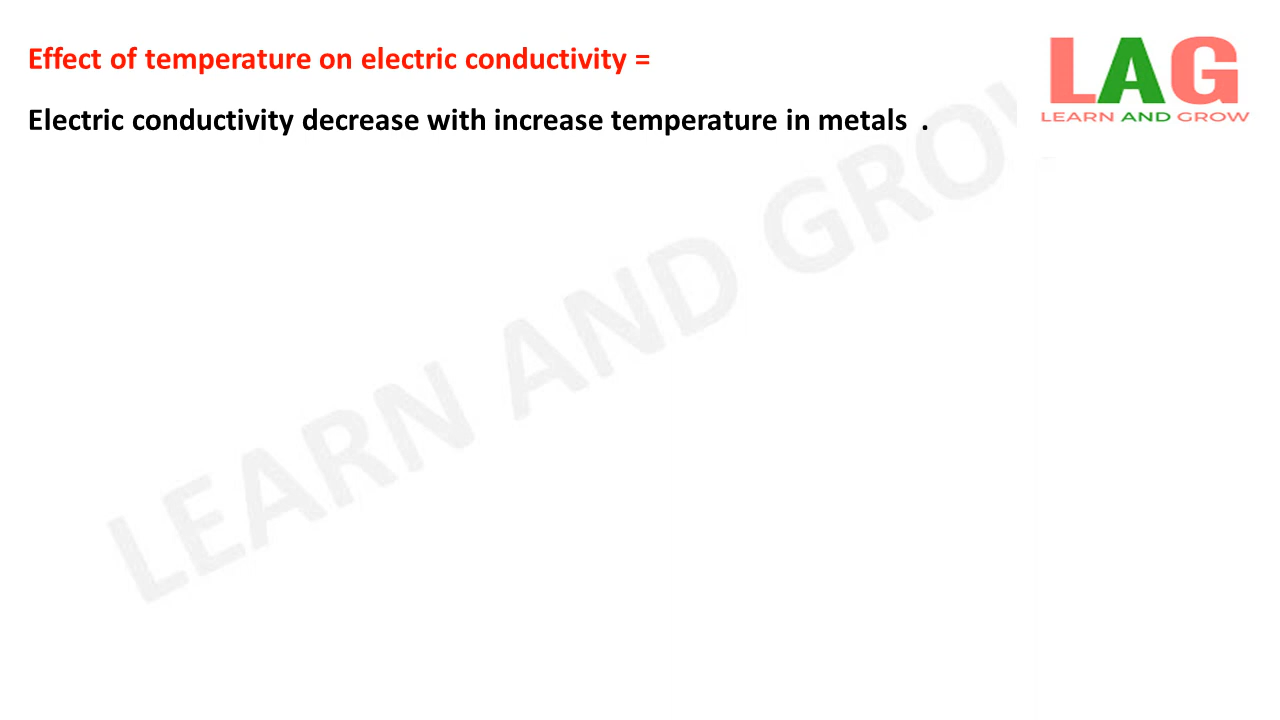 Effect of temperature on electric conductivity =
Electric conductivity decrease with increase temperature in metals .
LAG
LEARN AND GROW
LEARN AND GROW